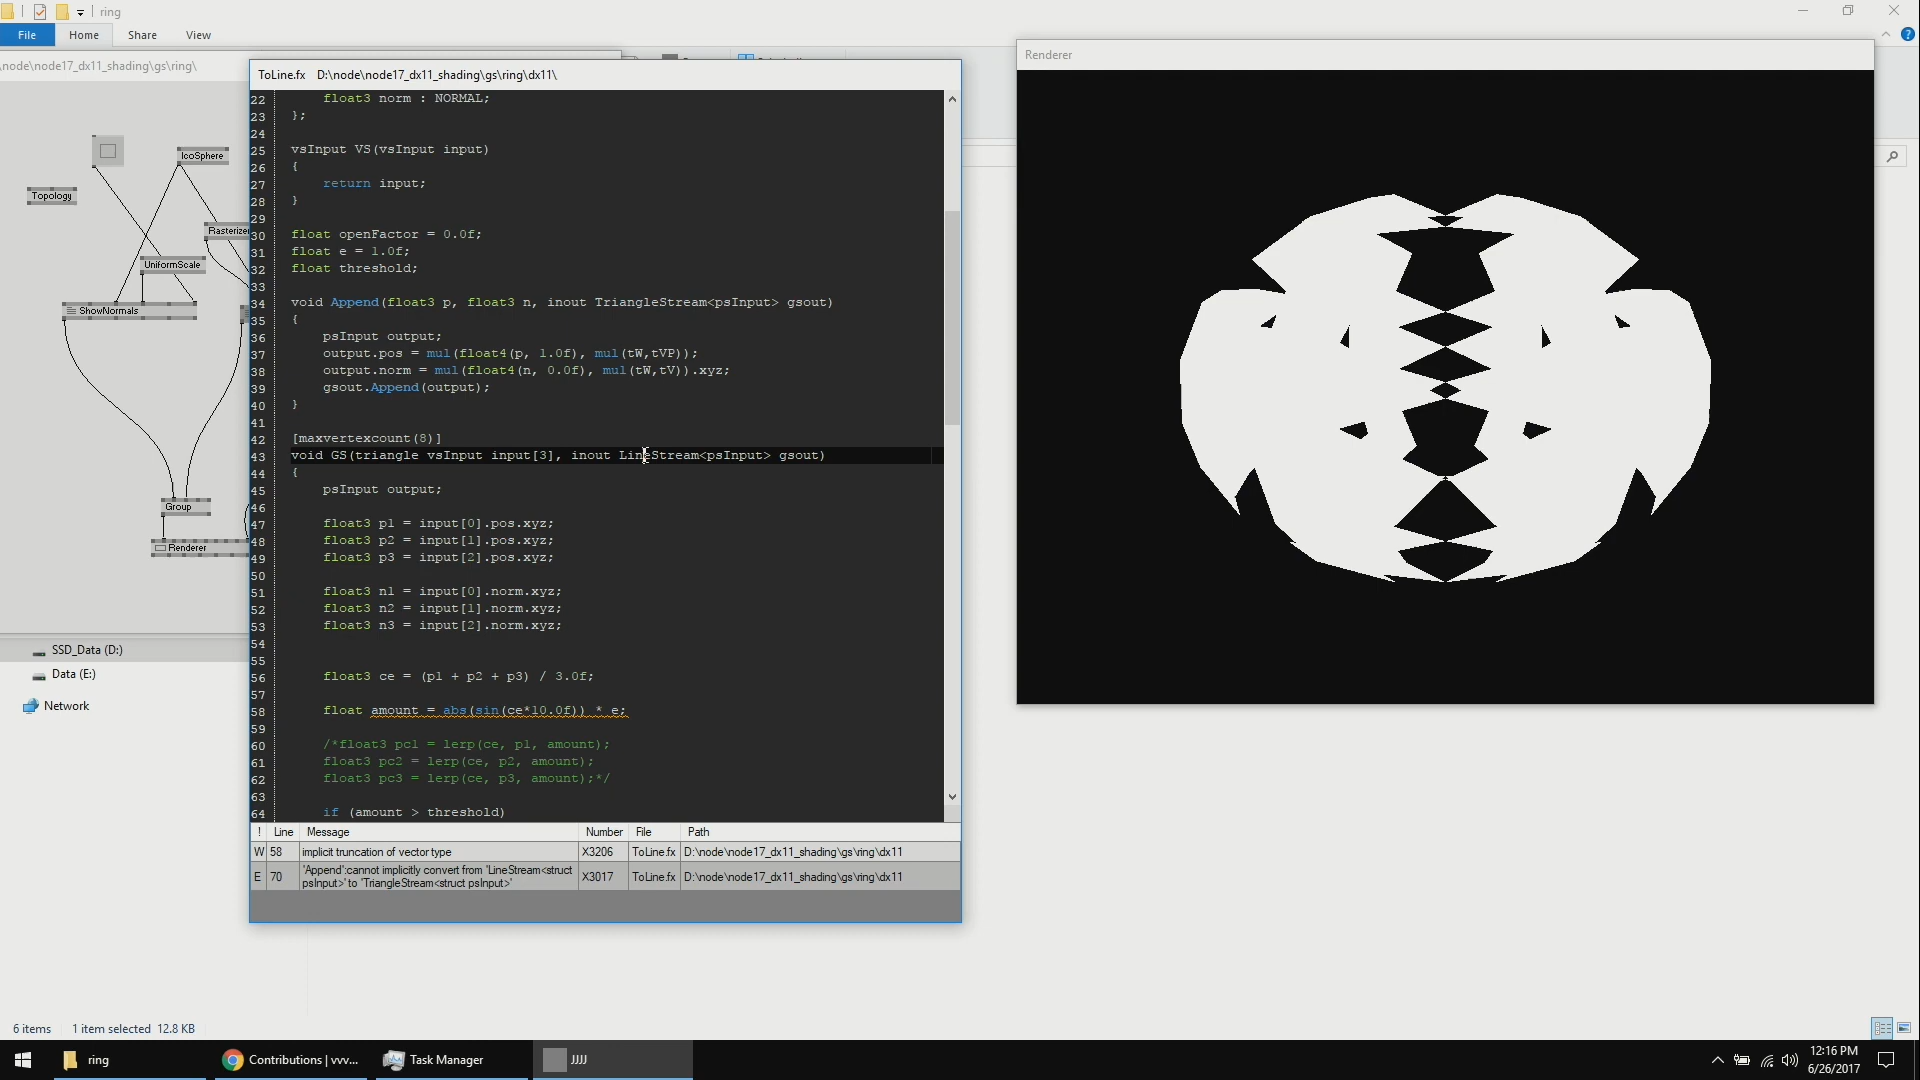 ring
File
Home
Share
View
node\node17_dx11_shading\gs\ring\
Topology
IcoSphere
UniformScale
ShowNormals
Group
Renderer
SSD_Data (D:)
Data (E:)
Network
ToLine.fx D:\node\node17_dx11_shading\gs\ring\dx11\
22 float3 norm : NORMAL;
23 };
24
25 vsInput VS(vsInput input)
26 {
27 return input;
28 }
29
30 float openFactor = 0.0f;
31 float e = 1.0f;
32 float threshold;
33
34 void Append(float3 p, float3 n, inout TriangleStream<psInput> gsout)
35 {
36 psInput output;
37 output.pos = mul(float4(p, 1.0f), mul(tW,tVP));
38 output.norm = mul(float4(n, 0.0f), mul(tW,tV)).xyz;
39 gsout.Append(output);
40 }
41
42 [maxvertexcount(8)]
43 void GS(triangle vsInput input[3], inout LineStream<psInput> gsout)
44 {
45 psInput output;
46
47 float3 p1 = input[0].pos.xyz;
48 float3 p2 = input[1].pos.xyz;
49 float3 p3 = input[2].pos.xyz;
50
51 float3 n1 = input[0].norm.xyz;
52 float3 n2 = input[1].norm.xyz;
53 float3 n3 = input[2].norm.xyz;
54
55
56 float3 ce = (p1 + p2 + p3) / 3.0f;
57
58 float amount = abs(sin(ce*10.0f)) * e;
59
60 /*float3 pc1 = lerp(ce, p1, amount);
61 float3 pc2 = lerp(ce, p2, amount);
62 float3 pc3 = lerp(ce, p3, amount);*/
63
64 if (amount > threshold)
! Line Message Number File Path
W 58 implicit truncation of vector type X3206 ToLine.fx D:\node\node17_dx11_shading\gs\ring\dx11
E 70 'Append':cannot implicitly convert from 'LineStream<struct psInput>' to 'TriangleStream<struct psInput>' X3017 ToLine.fx D:\node\node17_dx11_shading\gs\ring\dx11
Renderer
6 items 1 item selected 12.8 KB
ring
Contributions | vvv...
Task Manager
JJJJ
12:16 PM
6/26/2017